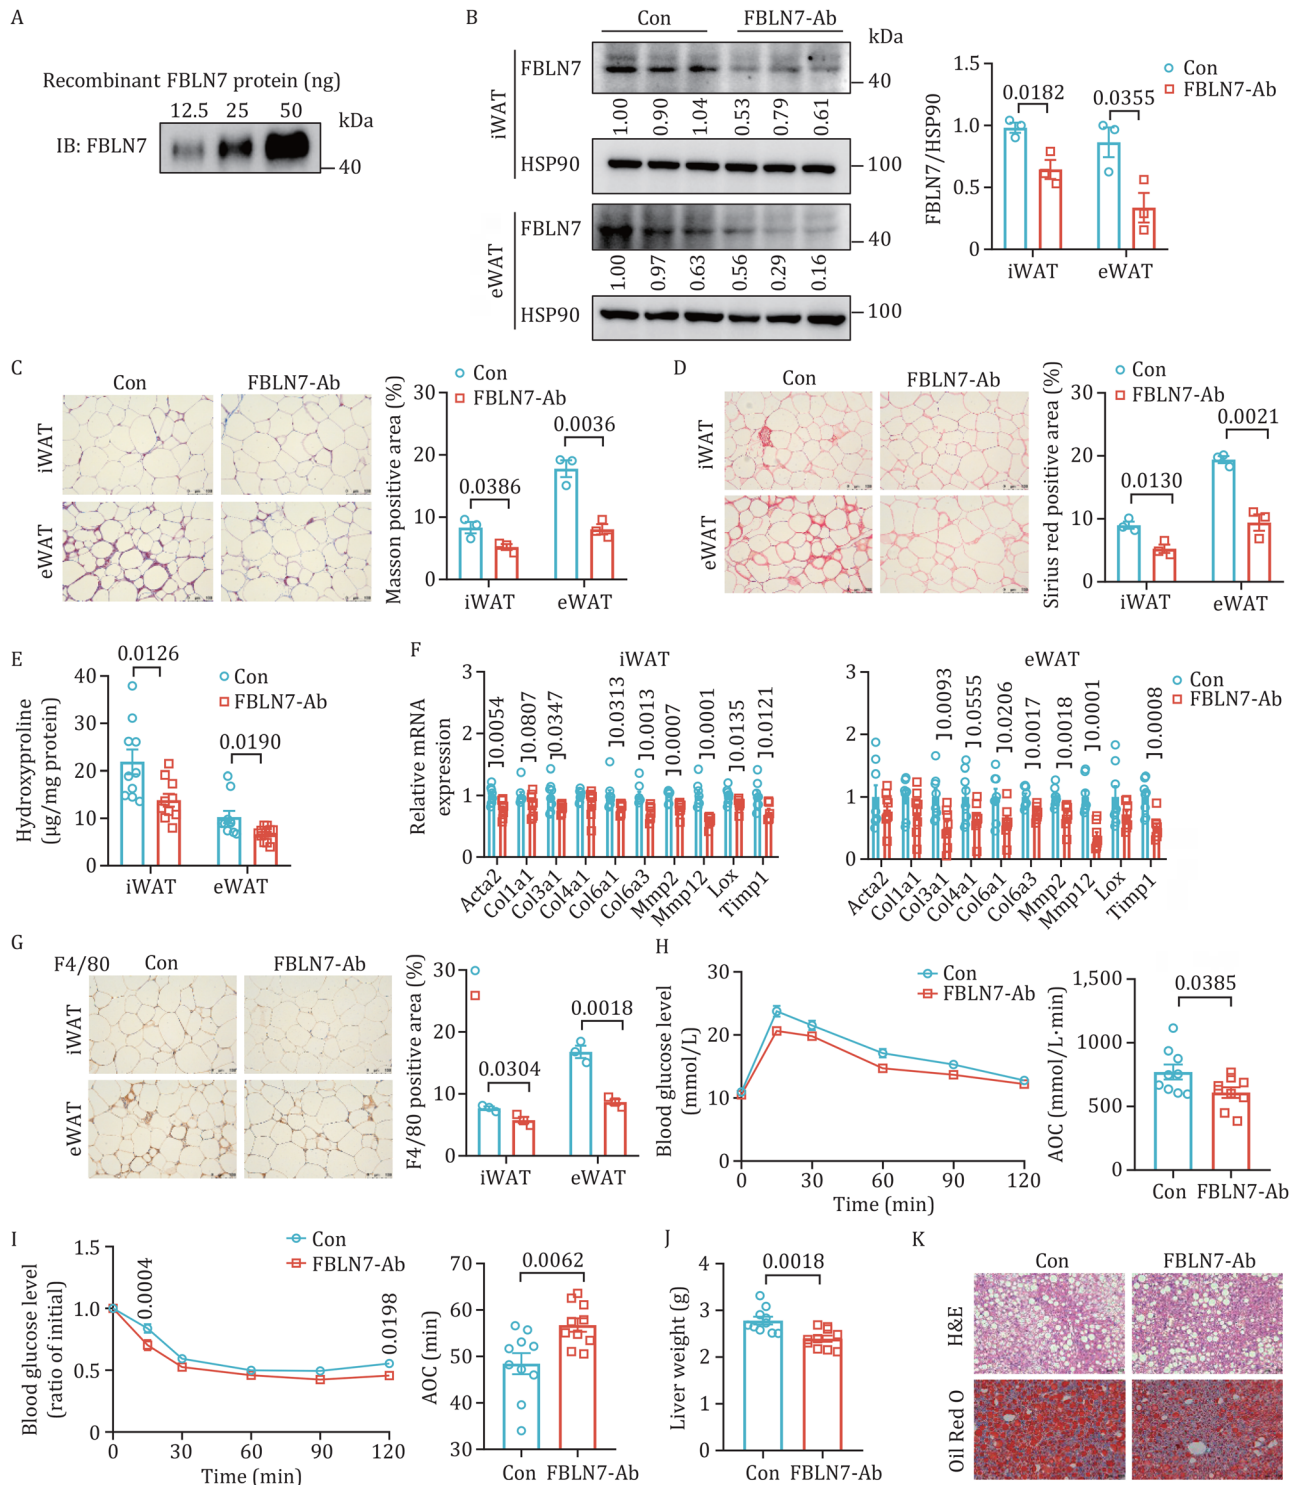 A
Recombinant FBLN7 protein (ng)
12.5 25 50
kDa
IB: FBLN7
40
B
Con FBLN7-Ab
kDa
iWAT
FBLN7
40
1.00 0.90 1.04 0.53 0.79 0.61
HSP90
100
eWAT
FBLN7
40
1.00 0.97 0.63 0.56 0.29 0.16
HSP90
100
FBLN7/HSP90
1.5
1.0
0.5
0
0.0182
0.0355
Con
FBLN7-Ab
iWAT eWAT
C
Con FBLN7-Ab
iWAT
eWAT
Masson positive area (%)
30
20
10
0
Con
FBLN7-Ab
0.0386
0.0036
iWAT eWAT
D
Con FBLN7-Ab
iWAT
eWAT
Sirius red positive area (%)
30
20
10
0
Con
FBLN7-Ab
0.0130
0.0021
iWAT eWAT
E
Hydroxyproline
(μg/mg protein)
40
30
20
10
0
0.0126
0.0190
Con
FBLN7-Ab
iWAT eWAT
F
Relative mRNA
expression
iWAT
3
2
1
0
0.0054 0.0807 0.0347 0.0313 0.0013 0.0007 0.0001 0.0135 0.0121
Acta2 Col1a1 Col3a1 Col4a1 Col6a1 Col6a3 Mmp2 Mmp12 Lox Timp1
eWAT
3
2
1
0
0.0093 0.0555 0.0206 0.0017 0.0018 0.0001 0.0008
Acta2 Col1a1 Col3a1 Col4a1 Col6a1 Col6a3 Mmp2 Mmp12 Lox Timp1
Con
FBLN7-Ab
G
F4/80 Con FBLN7-Ab
iWAT
eWAT
F4/80 positive area (%)
30
20
10
0
0.0304
0.0018
iWAT eWAT
H
Blood glucose level
(mmol/L)
30
20
10
0
0 30 60 90 120
Time (min)
Con
FBLN7-Ab
AOC (mmol/L·min)
1,500
1000
500
0
0.0385
Con FBLN7-Ab
I
Blood glucose level
(ratio of initial)
1.5
1.0
0.5
0
0.0004
0.0198
0 30 60 90 120
Time (min)
Con
FBLN7-Ab
AOC (min)
70
60
50
40
30
0.0062
Con FBLN7-Ab
J
Liver weight (g)
4
3
2
1
0
0.0018
Con FBLN7-Ab
K
Con FBLN7-Ab
H&E
Oil Red O